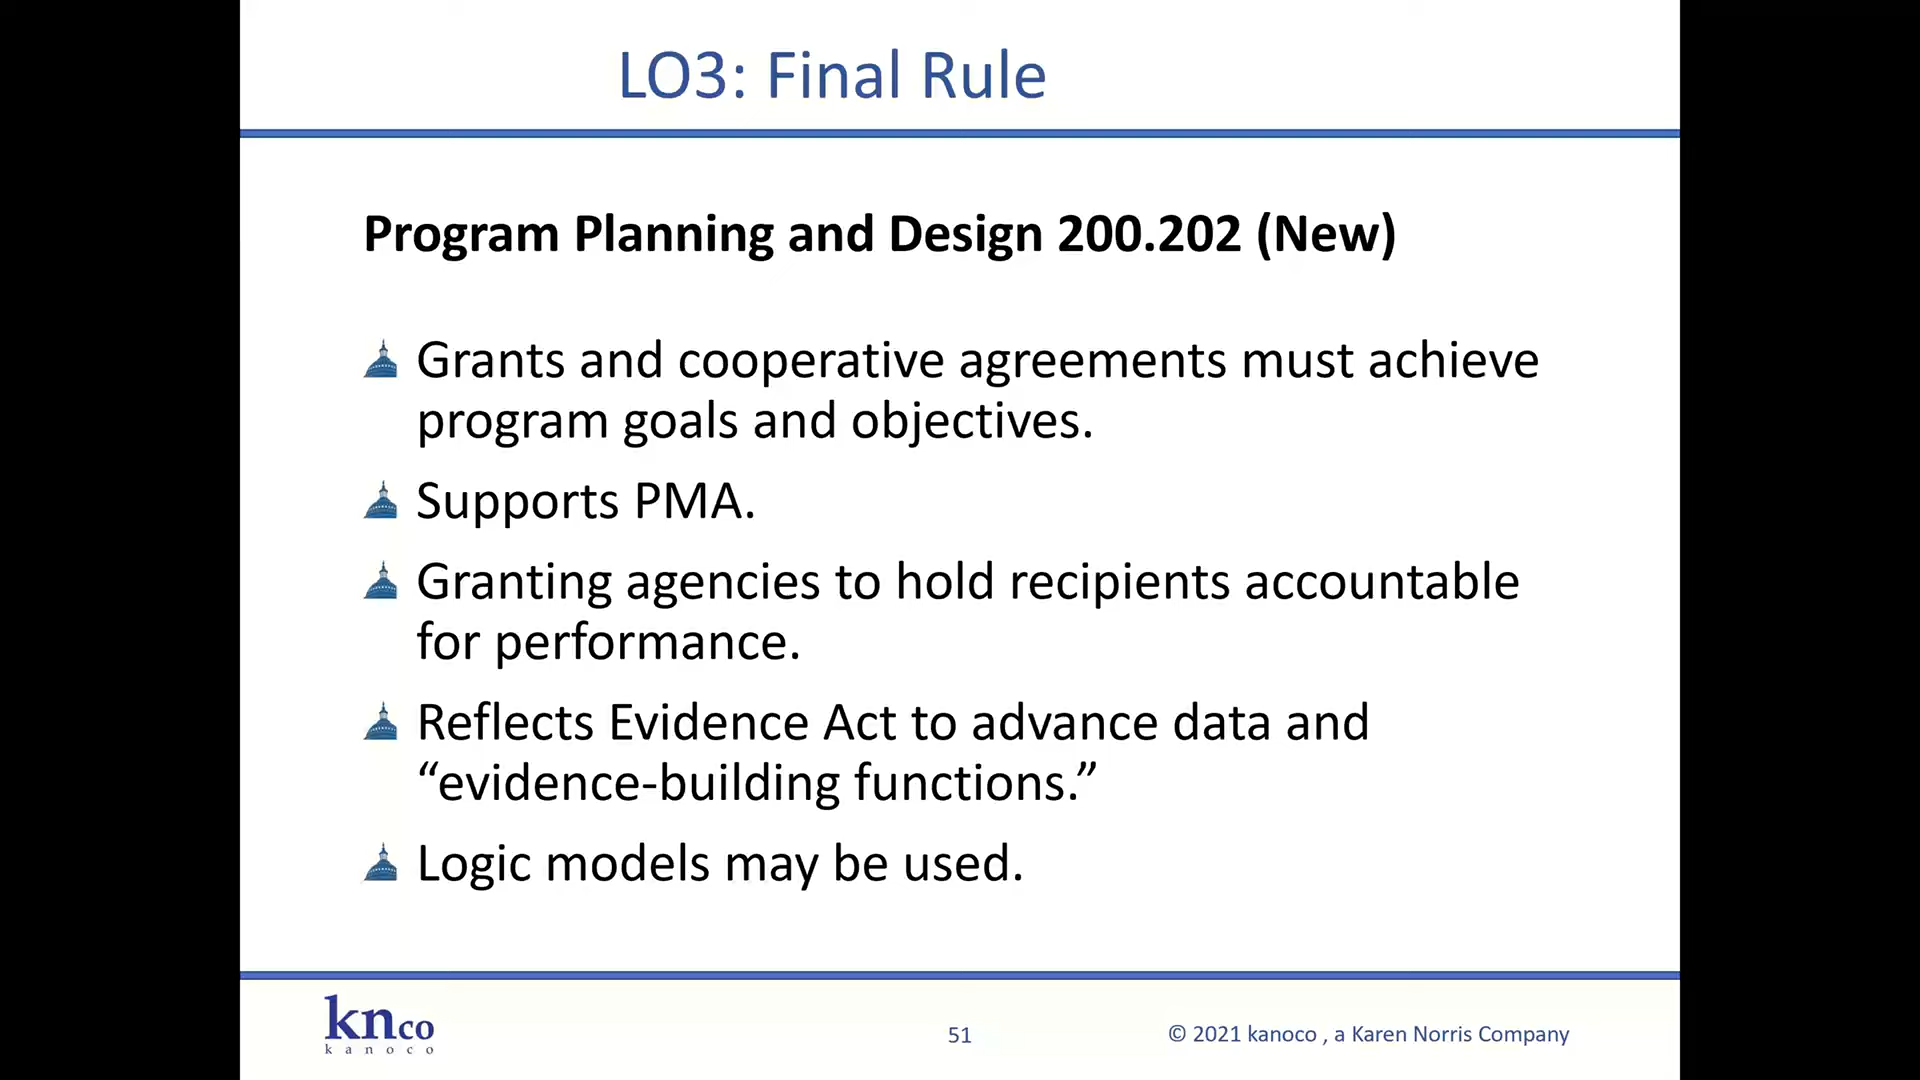 LO3: Final Rule
Program Planning and Design 200.202 (New)
Grants and cooperative agreements must achieve
program goals and objectives.
Supports PMA.
Granting agencies to hold recipients accountable
for performance.
Reflects Evidence Act to advance data and
“evidence-building functions.”
Logic models may be used.
knco
kanoco
51
© 2021 kanoco , a Karen Norris Company